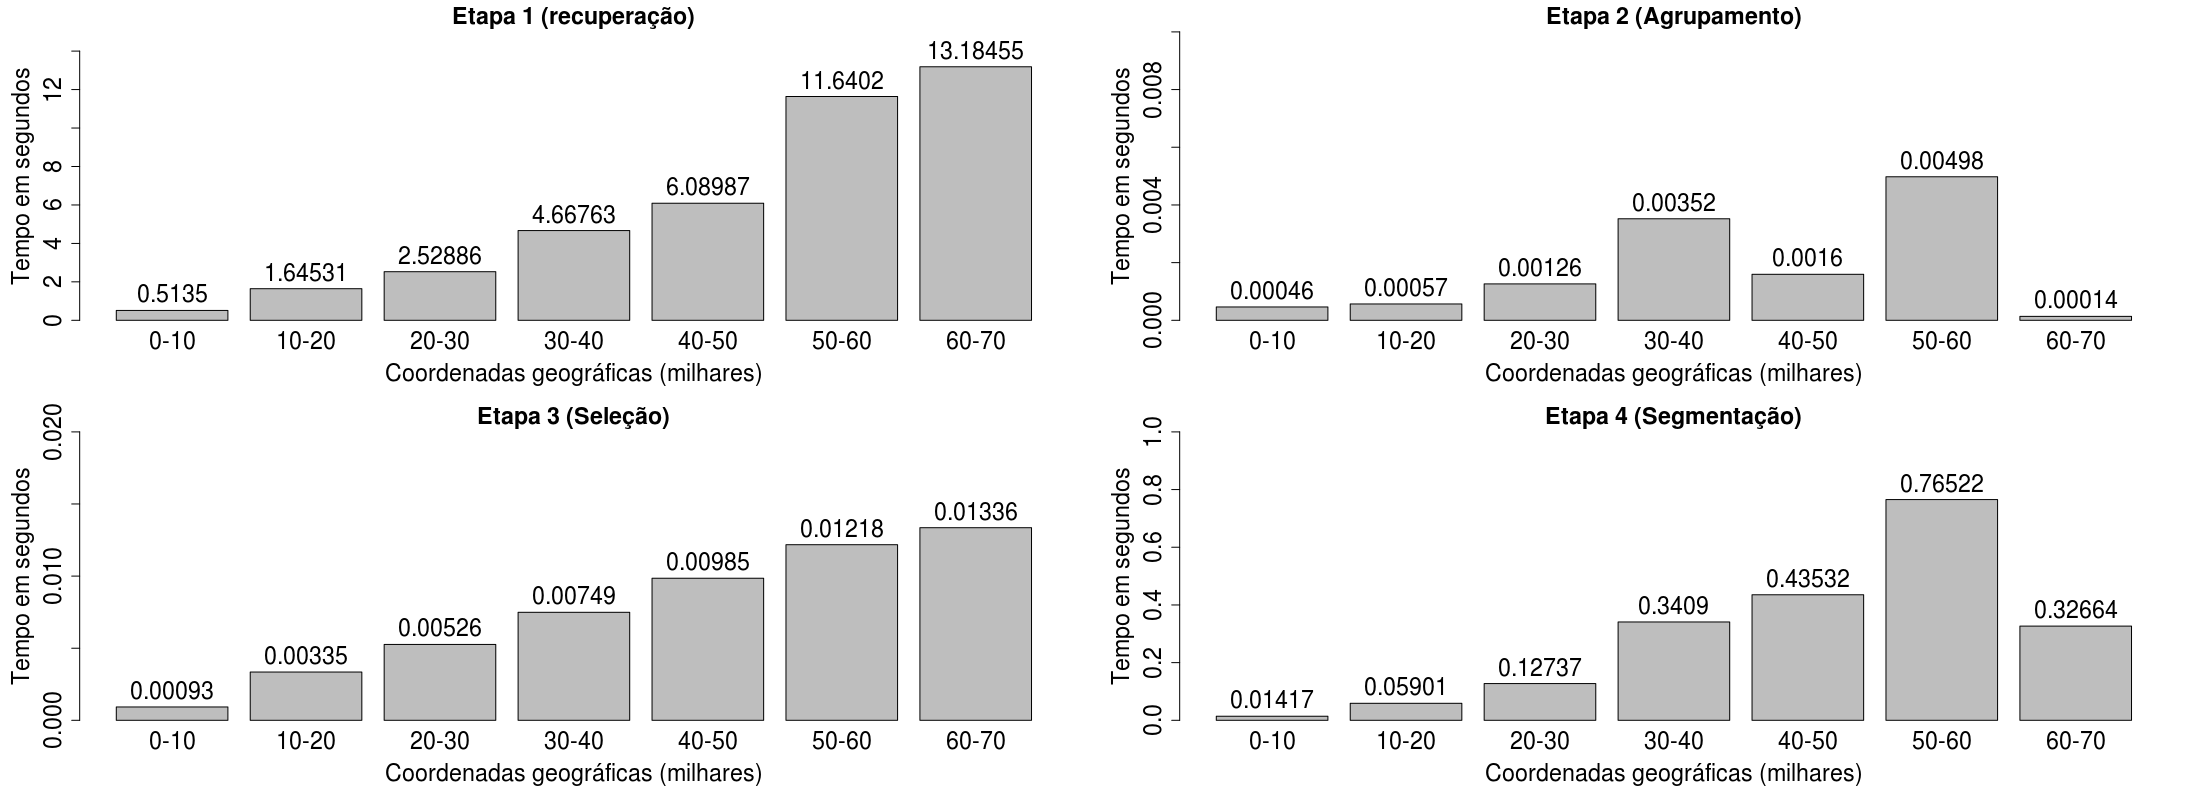 Etapa 1 (recuperação)
Tempo em segundos
0 2 4 6 8 12
0.5135
1.64531
2.52886
4.66763
6.08987
11.6402
13.18455
0-10 10-20 20-30 30-40 40-50 50-60 60-70
Coordenadas geográficas (milhares)
Etapa 2 (Agrupamento)
Tempo em segundos
0.000 0.004 0.008
0.00046
0.00057
0.00126
0.00352
0.0016
0.00498
0.00014
0-10 10-20 20-30 30-40 40-50 50-60 60-70
Coordenadas geográficas (milhares)
Etapa 3 (Seleção)
Tempo em segundos
0.000 0.010 0.020
0.00093
0.00335
0.00526
0.00749
0.00985
0.01218
0.01336
0-10 10-20 20-30 30-40 40-50 50-60 60-70
Coordenadas geográficas (milhares)
Etapa 4 (Segmentação)
Tempo em segundos
0.0 0.2 0.4 0.6 0.8 1.0
0.01417
0.05901
0.12737
0.3409
0.43532
0.76522
0.32664
0-10 10-20 20-30 30-40 40-50 50-60 60-70
Coordenadas geográficas (milhares)